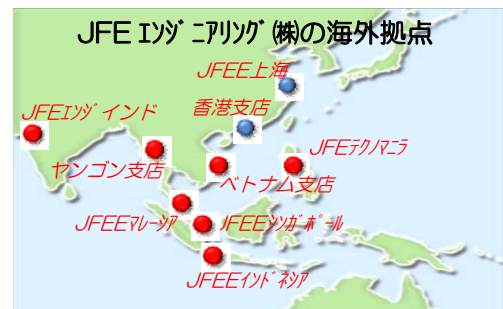 JFE ｴﾝｼﾞﾆｱﾘﾝｸﾞ㈱の海外拠点
JFEE上海
香港支店
JFEｴﾝｼﾞインド
JFEﾃｸﾉﾏﾆﾗ
ヤンゴン支店
ベトナム支店
JFEEﾏﾚｰｼｱ
JFEEｼﾝｶﾞﾎﾟｰﾙ
JFEEｲﾝﾄﾞﾈｼｱ